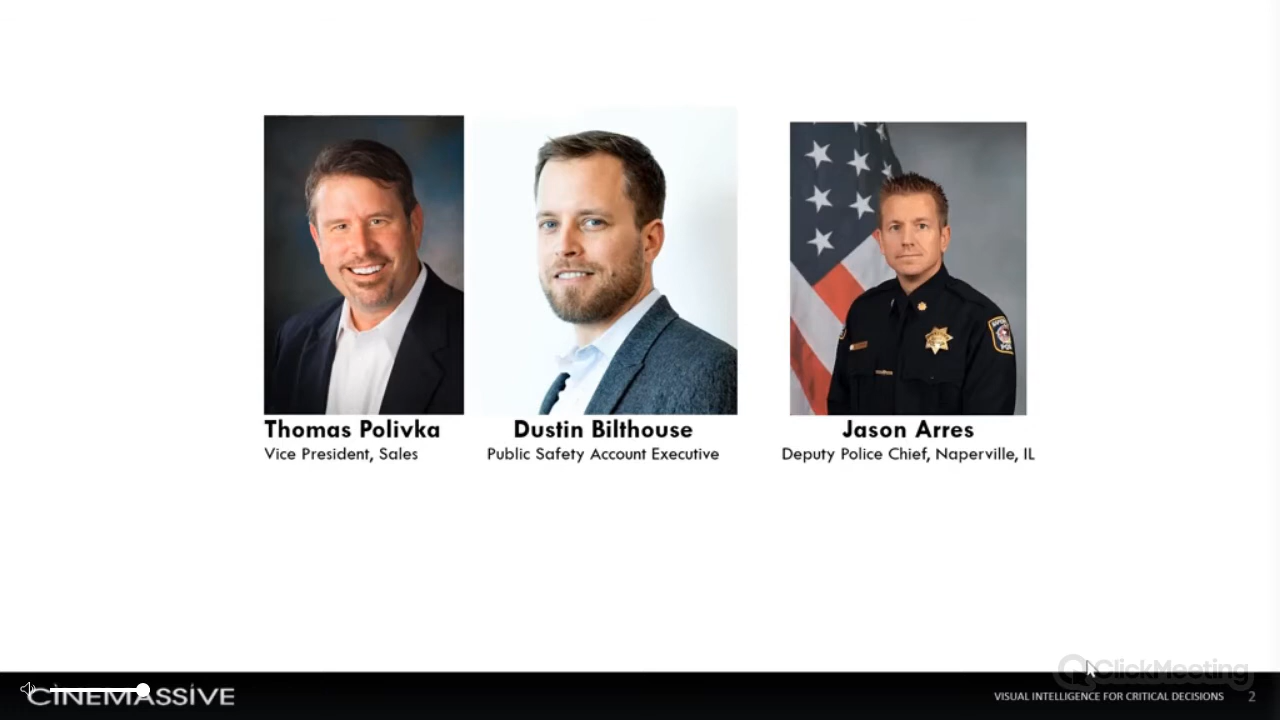 Thomas Polivka
Vice President, Sales
Dustin Bilthouse
Public Safety Account Executive
Jason Arres
Deputy Police Chief, Naperville, IL
ClickMeeting
CINEMASSIVE
VISUAL INTELLIGENCE FOR CRITICAL DECISIONS
2